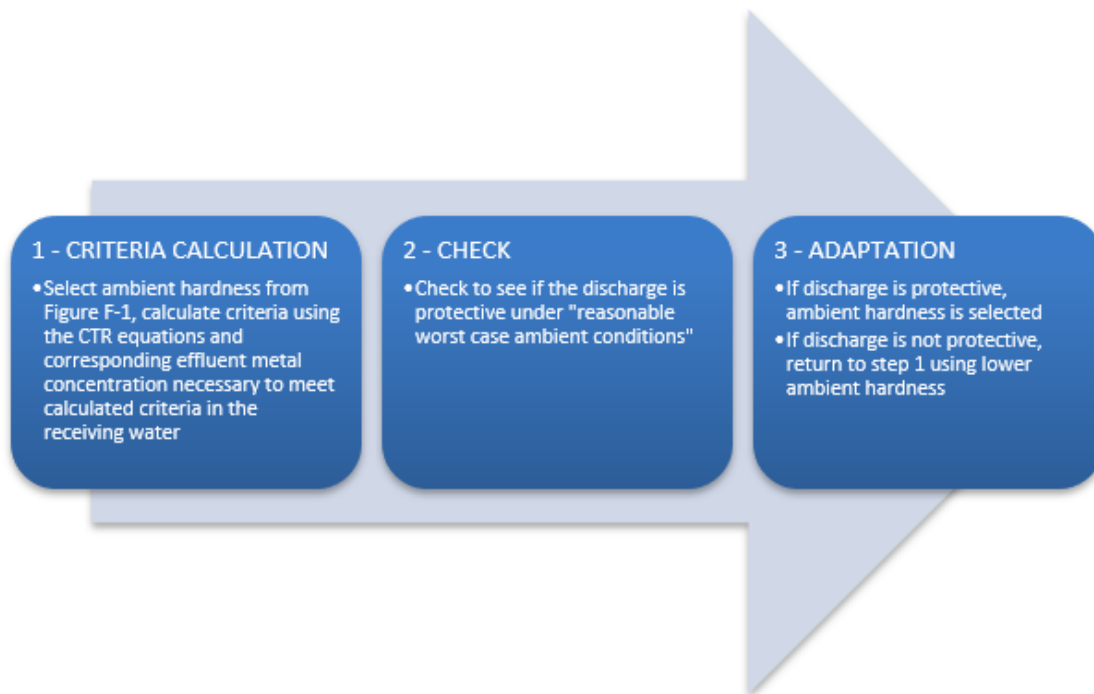 1 - CRITERIA CALCULATION
•Select ambient hardness from
Figure F-1, calculate criteria using
the CTR equations and
corresponding effluent metal
concentration necessary to meet
calculated criteria in the
receiving water
2 - CHECK
•Check to see if the discharge is
protective under "reasonable
worst case ambient conditions"
3 - ADAPTATION
•If discharge is protective,
ambient hardness is selected
•If discharge is not protective,
return to step 1 using lower
ambient hardness